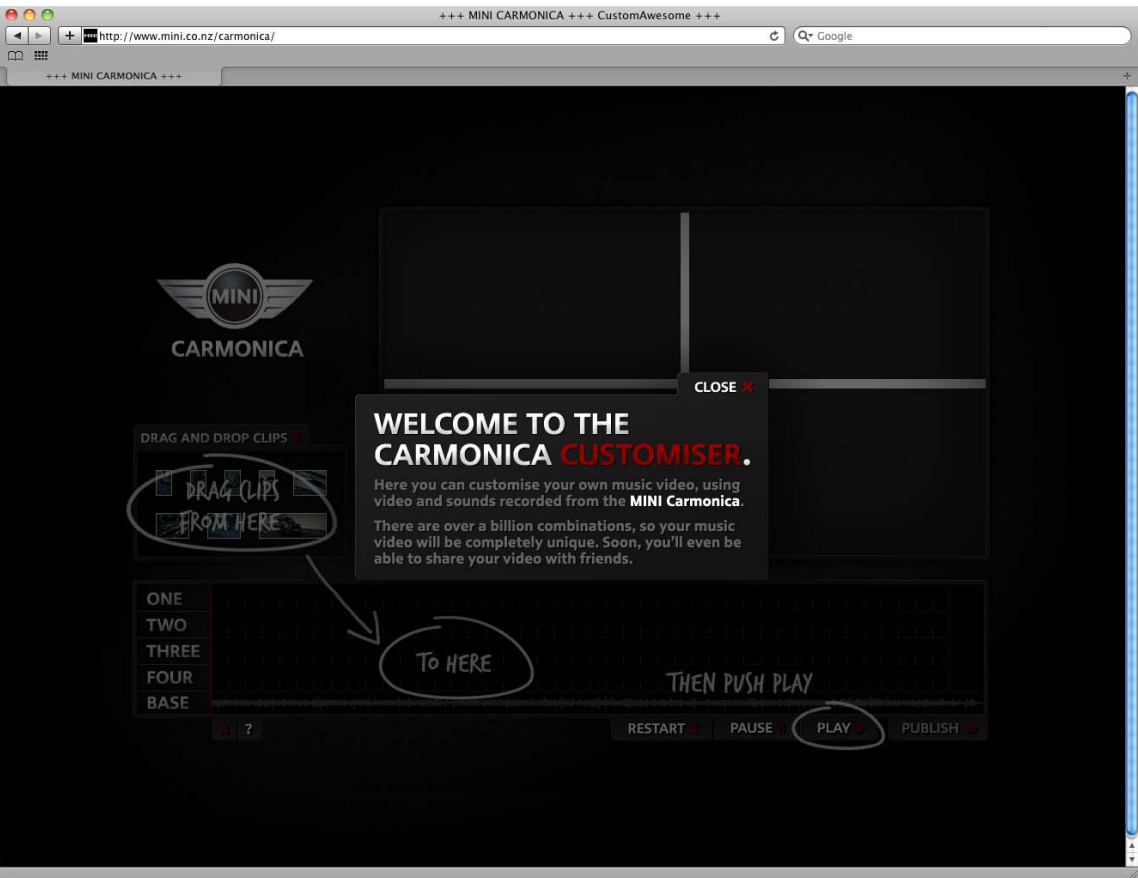 +++ MINI CARMONICA +++ CustomAwesome +++
http://www.mini.co.nz/carmonica/
Google
+++ MINI CARMONICA +++
MINI
CARMONICA
CLOSE
WELCOME TO THE
CARMONICA CUSTOMISER.
Here you can customise your own music video, using
video and sounds recorded from the MINI Carmonica.
There are over a billion combinations, so your music
video will be completely unique. Soon, you'll even be
able to share your video with friends.
DRAG AND DROP CLIPS
DRAG CLIPS
FROM HERE
ONE
TWO
THREE
FOUR
BASE
TO HERE
THEN PUSH PLAY
?
RESTART
PAUSE
PLAY
PUBLISH